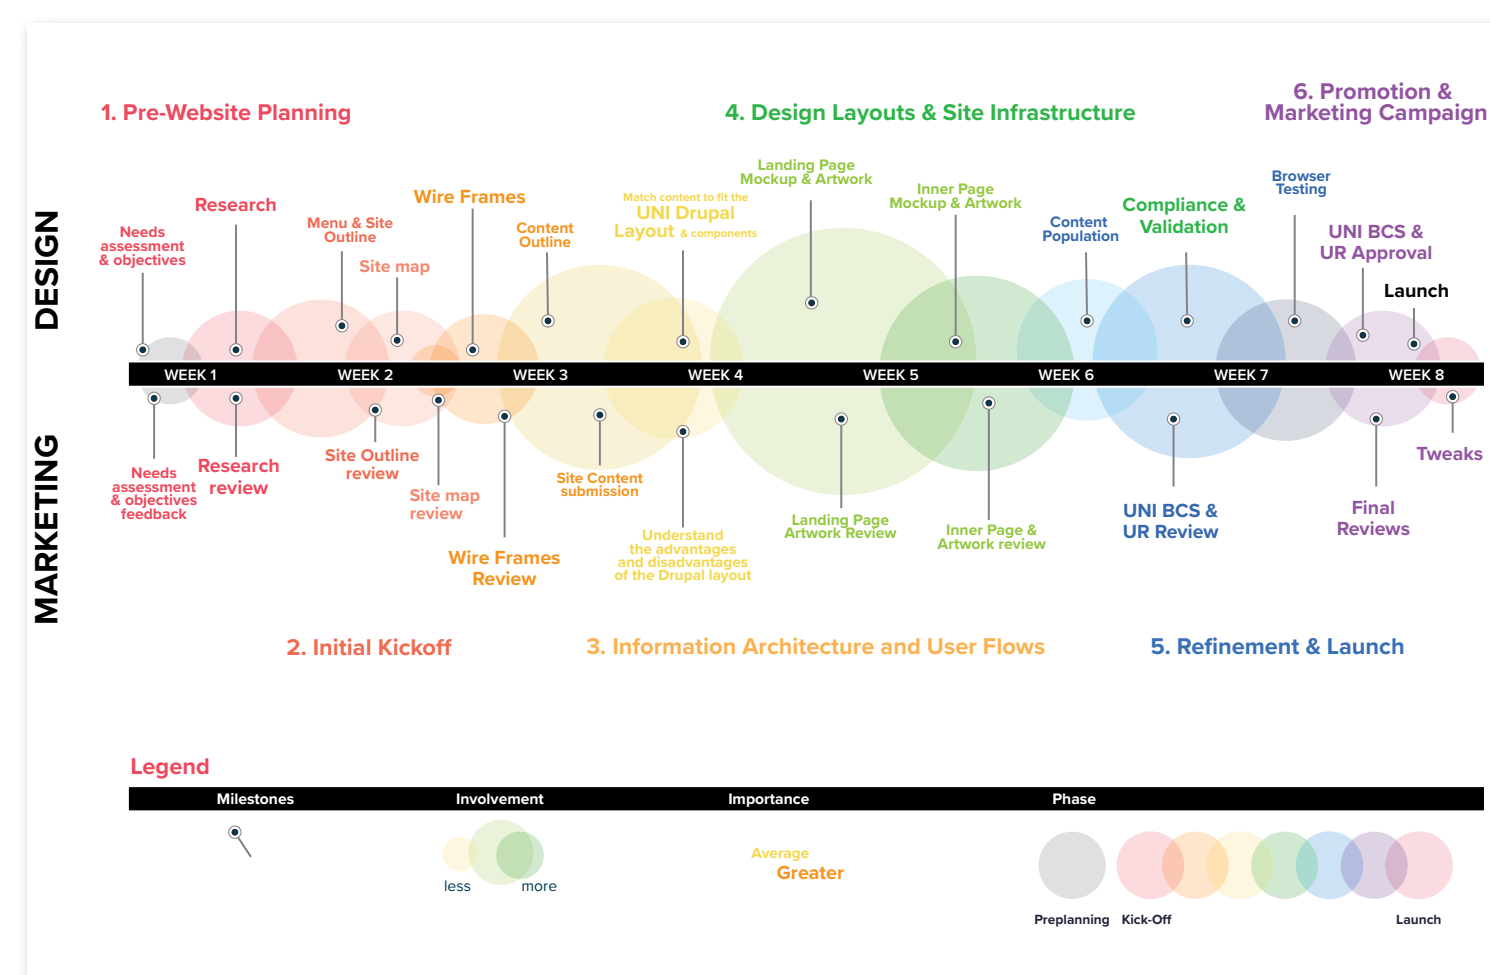 1. Pre-Website Planning
4. Design Layouts & Site Infrastructure
6. Promotion &
Marketing Campaign
DESIGN
Needs
assessment
& objectives
Research
Menu & Site
Outline
Site map
Wire Frames
Content
Outline
Match content to fit the
UNI Drupal
Layout & components
Landing Page
Mockup & Artwork
Inner Page
Mockup & Artwork
Content
Population
Compliance &
Validation
Browser
Testing
UNI BCS &
UR Approval
Launch
WEEK 1
WEEK 2
WEEK 3
WEEK 4
WEEK 5
WEEK 6
WEEK 7
WEEK 8
MARKETING
Needs
assessment
& objectives
feedback
Research
review
Site Outline
review
Site map
review
Wire Frames
Review
Site Content
submission
Understand
the advantages
and disadvantages
of the Drupal layout
Landing Page
Artwork Review
Inner Page &
Artwork review
UNI BCS &
UR Review
Final
Reviews
Tweaks
2. Initial Kickoff
3. Information Architecture and User Flows
5. Refinement & Launch
Legend
Milestones
Involvement
Importance
Phase
less
more
Average
Greater
Preplanning
Kick-Off
Launch